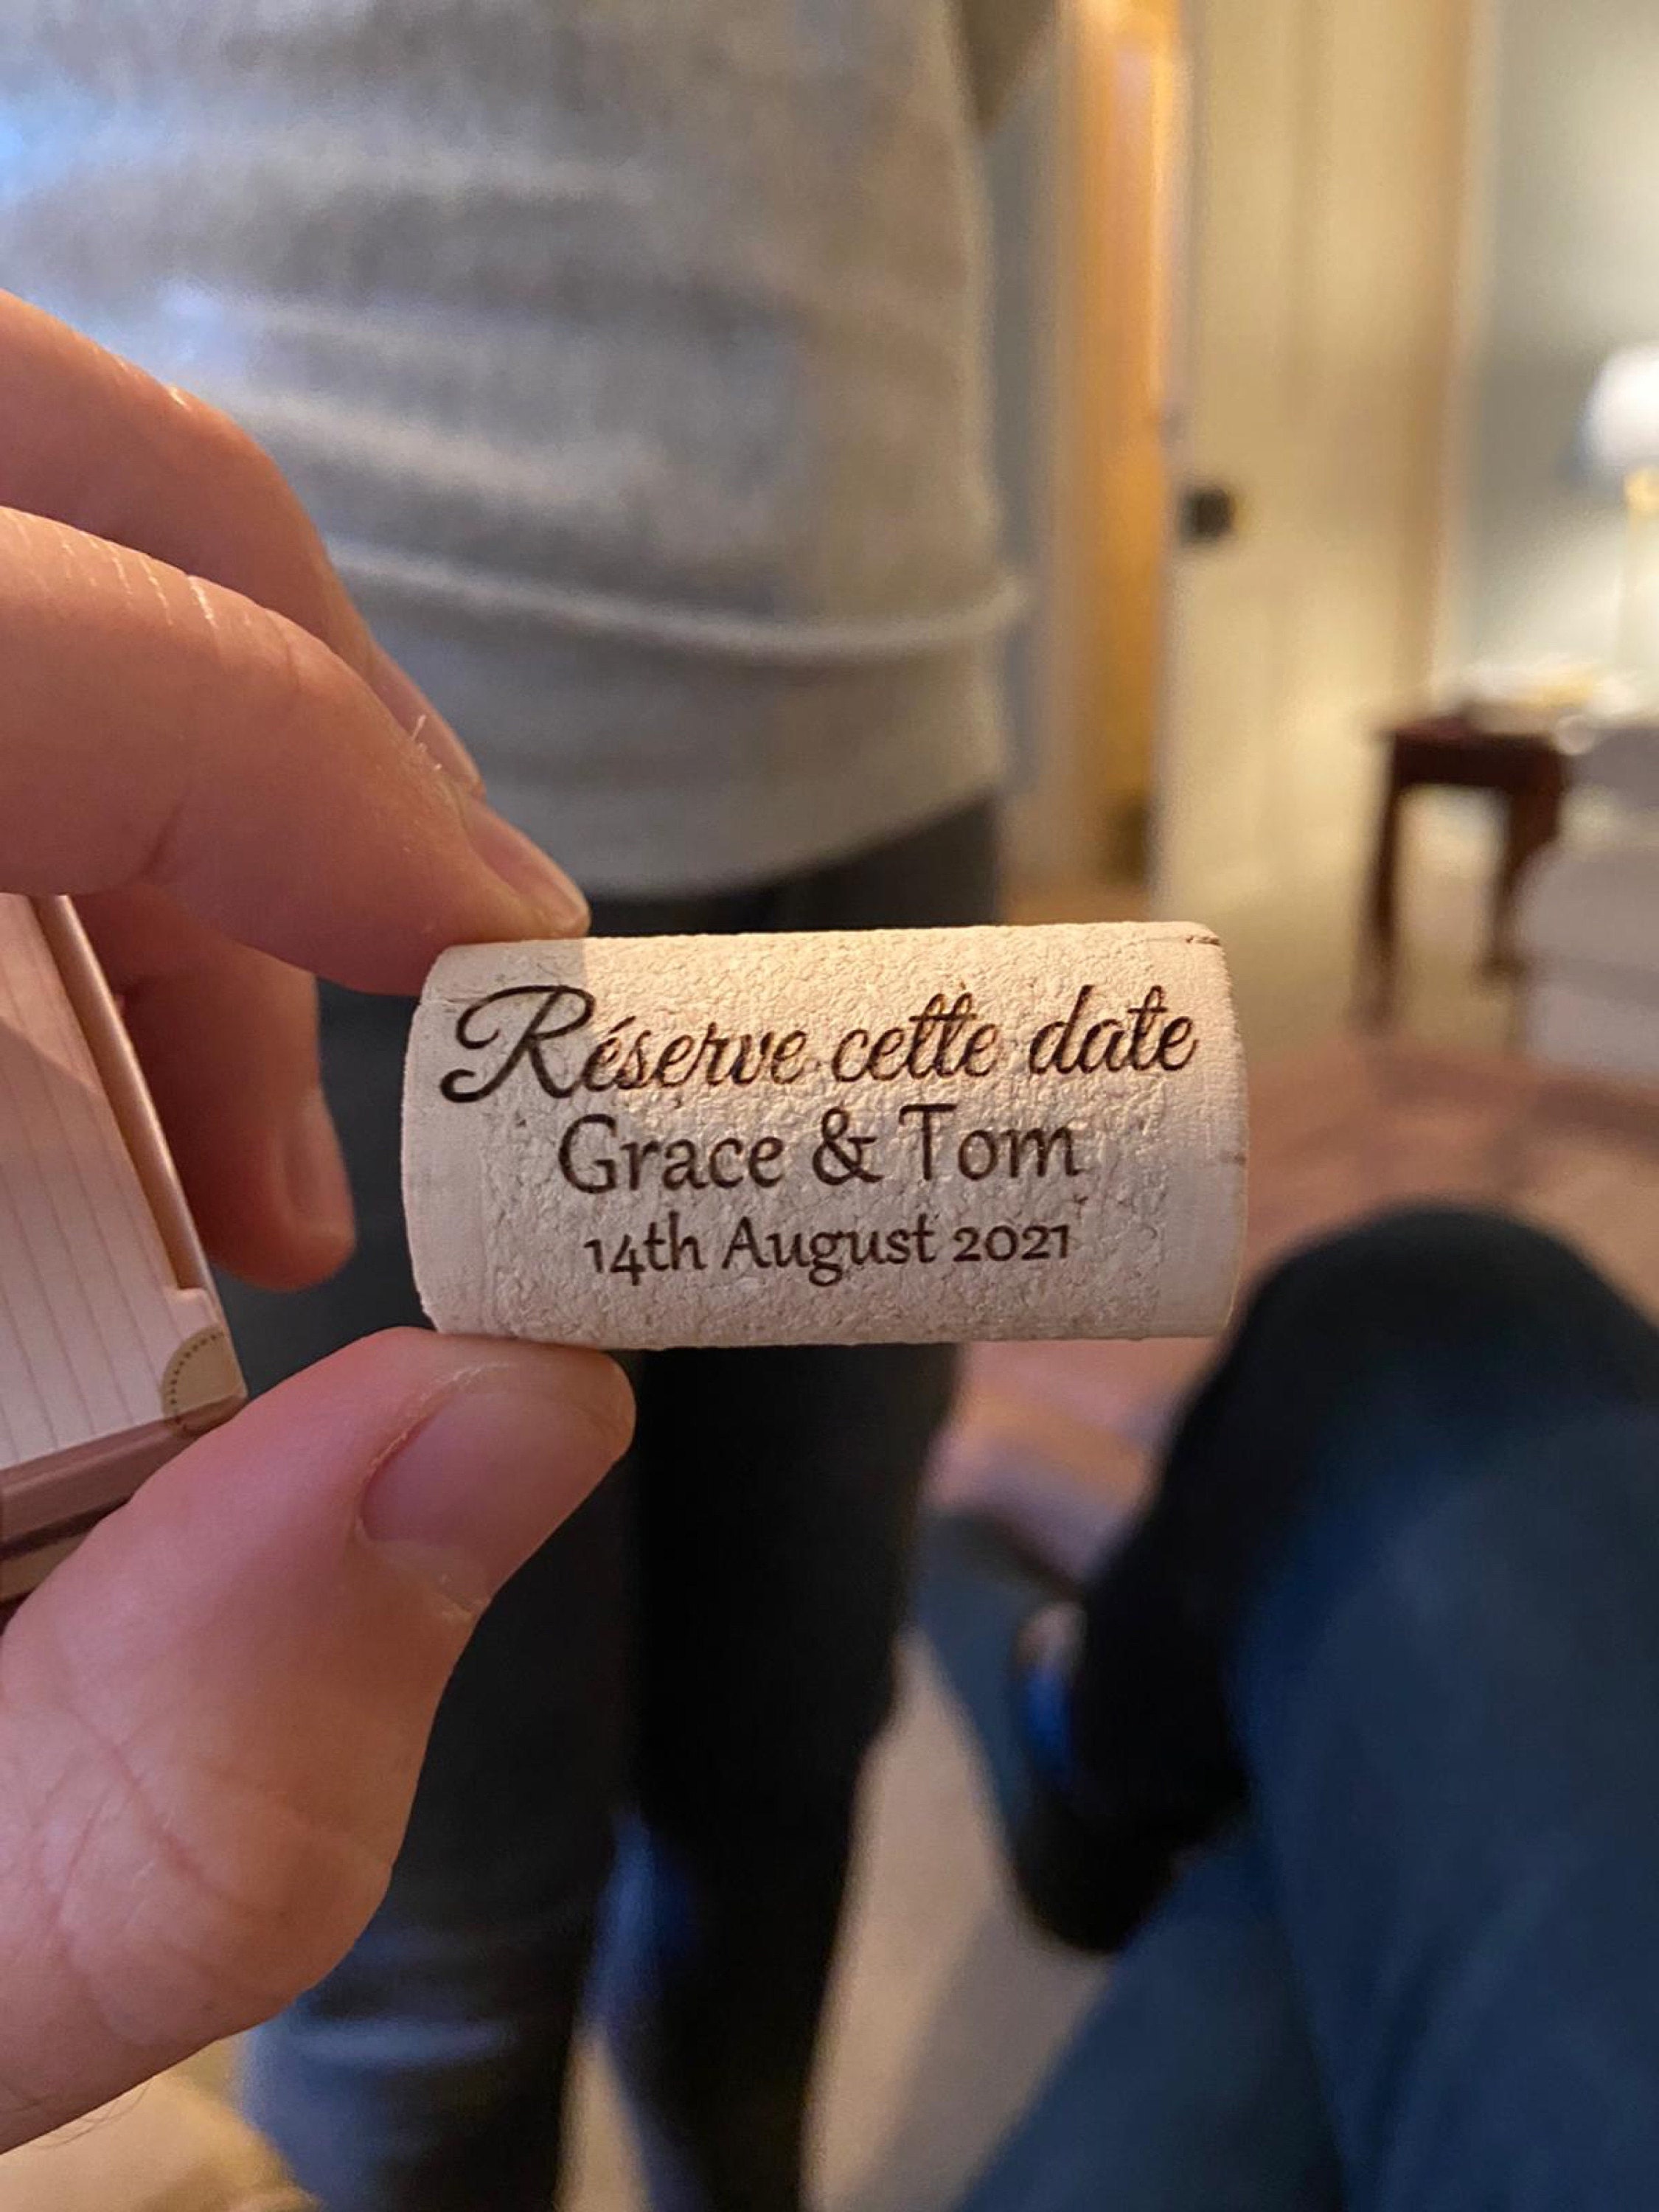 Réserve cette date
Grace & Tom
14th August 2021